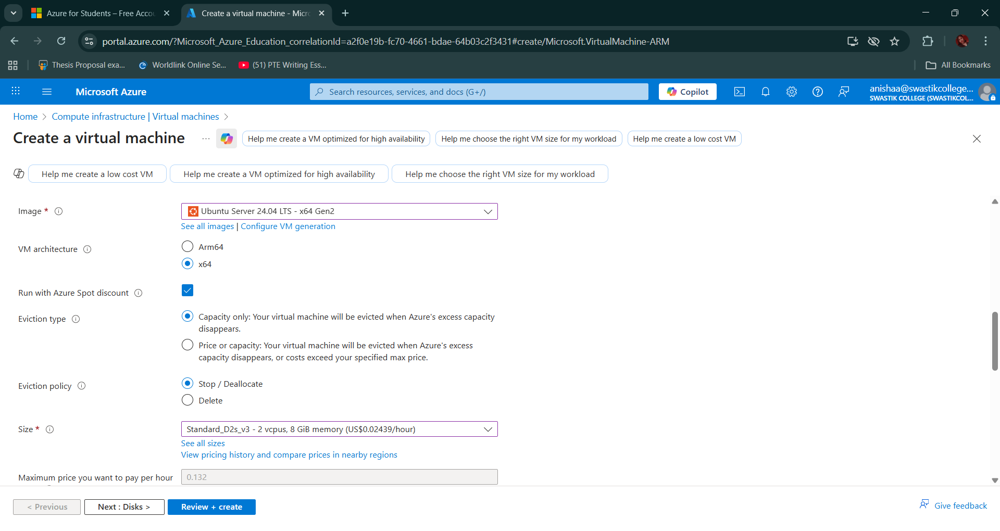 Azure for Students – Free Accou
Create a virtual machine - Micro
portal.azure.com/?Microsoft_Azure_Education_correlationId=a2f0e19b-fc70-4661-bdae-64b03c2f3431#create/Microsoft.VirtualMachine-ARM
Thesis Proposal exa...
Worldlink Online Se...
(51) PTE Writing Ess...
All Bookmarks
Microsoft Azure
Search resources, services, and docs (G+/)
Copilot
anishaa@swastikcollege...
SWASTIK COLLEGE (SWASTIKCOL...
Home > Compute infrastructure | Virtual machines >
Create a virtual machine ...
Help me create a VM optimized for high availability
Help me choose the right VM size for my workload
Help me create a low cost VM
Help me create a low cost VM
Help me create a VM optimized for high availability
Help me choose the right VM size for my workload
Image *
Ubuntu Server 24.04 LTS - x64 Gen2
See all images | Configure VM generation
VM architecture
Arm64
x64
Run with Azure Spot discount
Eviction type
Capacity only: Your virtual machine will be evicted when Azure's excess capacity
disappears.
Price or capacity: Your virtual machine will be evicted when Azure's excess
capacity disappears, or costs exceed your specified max price.
Eviction policy
Stop / Deallocate
Delete
Size *
Standard_D2s_v3 - 2 vcpus, 8 GiB memory (US$0.02439/hour)
See all sizes
View pricing history and compare prices in nearby regions
Maximum price you want to pay per hour
0.132
< Previous
Next : Disks >
Review + create
Give feedback